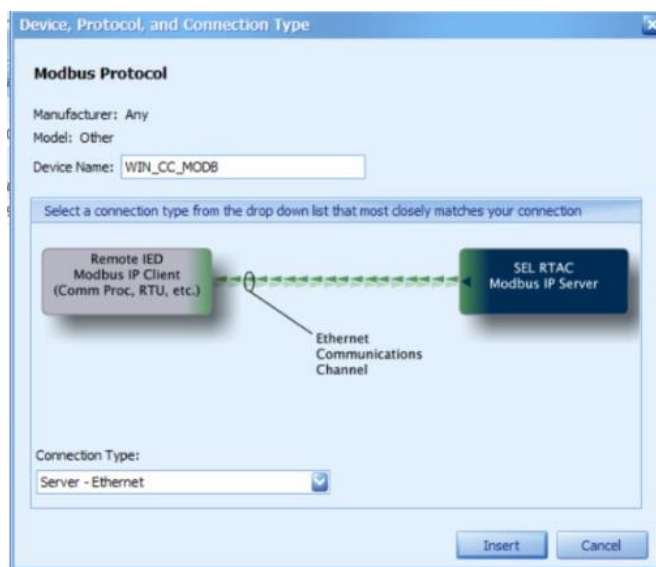 Device, Protocol, and Connection Type
Modbus Protocol
Manufacturer: Any
Model: Other
Device Name: WIN_CC_MODB
Select a connection type from the drop down list that most closely matches your connection
Remote IED
Modbus IP Client
(Comm Proc, RTU, etc.)
SEL RTAC
Modbus IP Server
Ethernet
Communications
Channel
Connection Type:
Server - Ethernet
Insert
Cancel